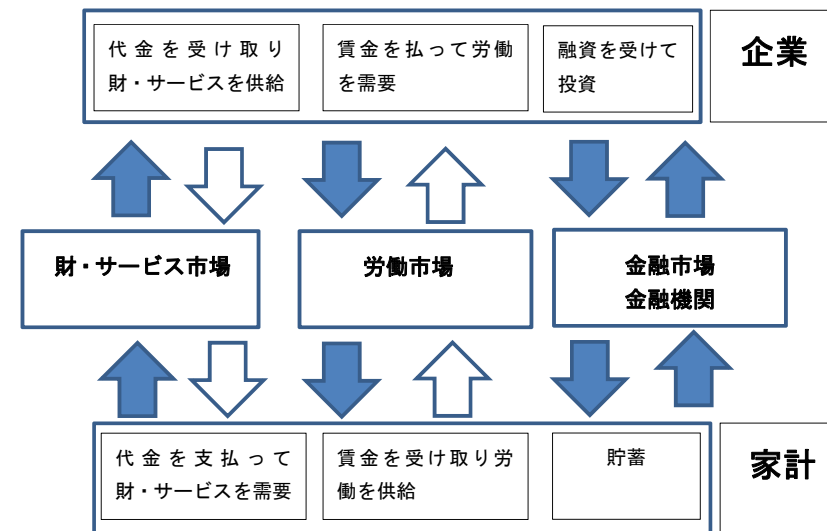 代金を受け取り
財・サービスを供給
賃金を払って労働
を需要
融資を受けて
投資
企業
財・サービス市場
労働市場
金融市場
金融機関
代金を支払って
財・サービスを需要
賃金を受け取り労
働を供給
貯蓄
家計